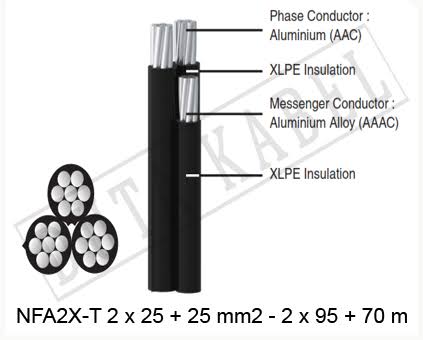 Phase Conductor :
Aluminium (AAC)
XLPE Insulation
Messenger Conductor :
Aluminium Alloy (AAAC)
XLPE Insulation
NFA2X-T 2 x 25 + 25 mm2 - 2 x 95 + 70 m